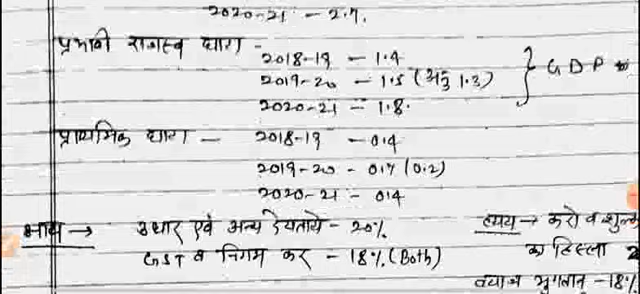 2020-21 - 2.7.
प्रभावी राजस्व घाटा -
2018-19 - 1.4
2019-20 - 1.5 (अनु 1.3) } GDP
2020-21 - 1.8.
प्राथमिक घाटा - 2018-19 - 0.4
2019-20 - 0.7 (0.2)
2020-21 - 0.4
आय → उधार एवं अन्य देयतायें - 20%. व्यय → करो व शुल्
GST व निगम कर - 18%. (Both) का हिस्सा 2
ब्याज भुगतान - 18%